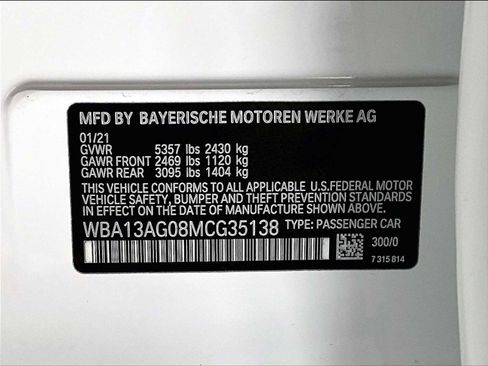 MFD BY BAYERISCHE MOTOREN WERKE AG
01/21
GVWR 5357 lbs 2430 kg
GAWR FRONT 2469 lbs 1120 kg
GAWR REAR 3095 lbs 1404 kg
THIS VEHICLE CONFORMS TO ALL APPLICABLE U.S.FEDERAL MOTOR
VEHICLE SAFETY, BUMPER AND THEFT PREVENTION STANDARDS
IN EFFECT ON THE DATE OF MANUFACTURE SHOWN ABOVE.
WBA13AG08MCG35138 TYPE: PASSENGER CAR
300/0
7 315 814